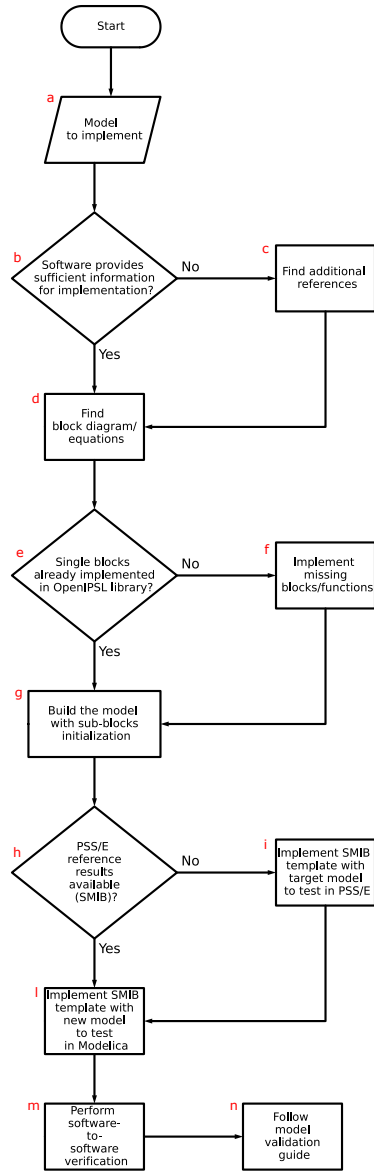 Start
a
Model
to implement
b
Software provides
sufficient information
for implementation?
No
c
Find additional
references
Yes
d
Find
block diagram/
equations
e
Single blocks
already implemented
in OpenIPSL library?
No
f
Implement
missing
blocks/functions
Yes
g
Build the model
with sub-blocks
initialization
h
PSS/E
reference
results
available
(SMIB)?
No
i
Implement SMIB
template with
target model
to test in PSS/E
Yes
l
Implement SMIB
template with
new model
to test
in Modelica
m
Perform
software-
to-
software
verification
n
Follow
model
validation
guide